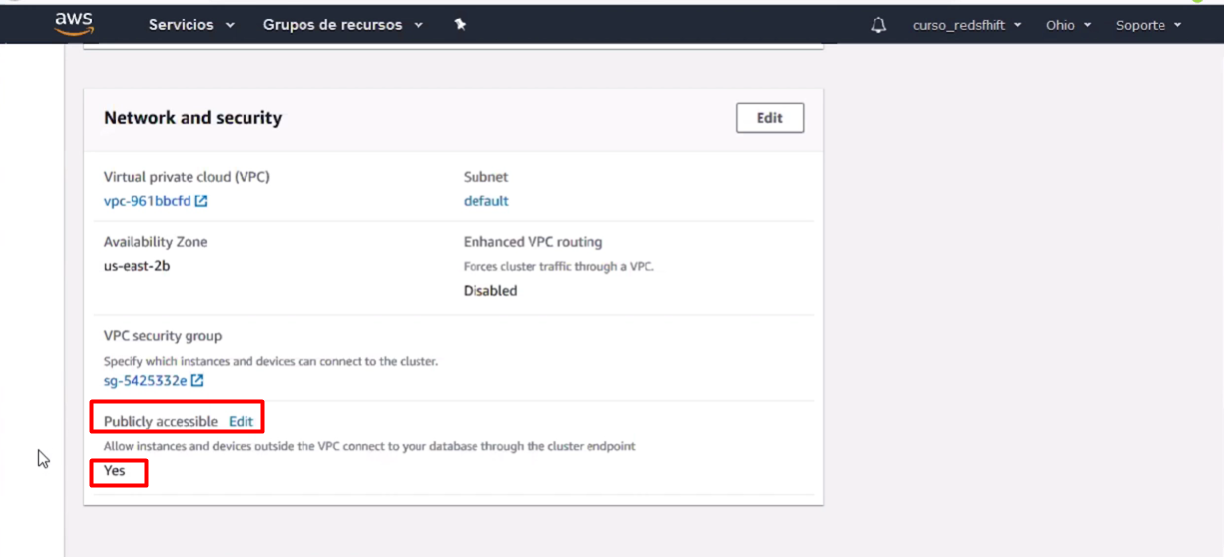 aws Servicios Grupos de recursos curso_redsfhift Ohio Soporte
Network and security Edit
Virtual private cloud (VPC) Subnet
vpc-961bbcfd default
Availability Zone Enhanced VPC routing
us-east-2b Forces cluster traffic through a VPC.
Disabled
VPC security group
Specify which instances and devices can connect to the cluster.
sg-5425332e
Publicly accessible Edit
Allow instances and devices outside the VPC connect to your database through the cluster endpoint
Yes